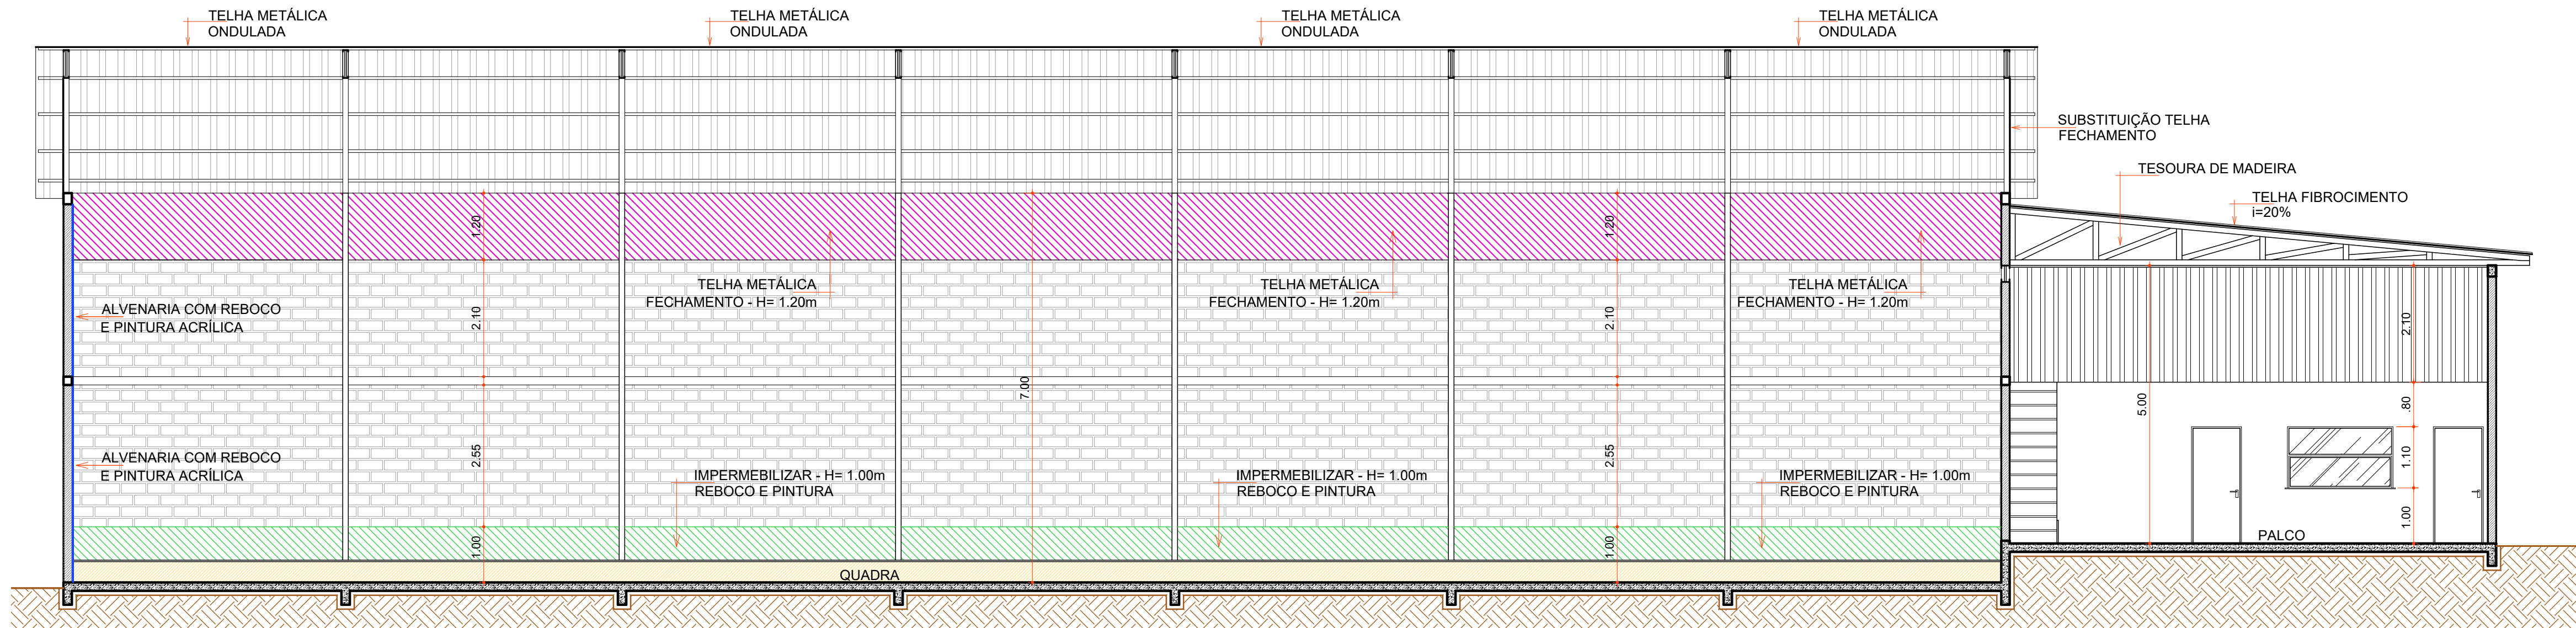 TELHA METÁLICA
ONDULADA
TELHA METÁLICA
ONDULADA
TELHA METÁLICA
ONDULADA
TELHA METÁLICA
ONDULADA
SUBSTITUIÇÃO TELHA
FECHAMENTO
TESOURA DE MADEIRA
TELHA FIBROCIMENTO
i=20%
1.20
1.20
TELHA METÁLICA
FECHAMENTO - H= 1.20m
TELHA METÁLICA
FECHAMENTO - H= 1.20m
TELHA METÁLICA
FECHAMENTO - H= 1.20m
ALVENARIA COM REBOCO
E PINTURA ACRÍLICA
2.10
2.10
2.10
7.00
5.00
.80
ALVENARIA COM REBOCO
E PINTURA ACRÍLICA
2.55
2.55
1.10
IMPERMEBILIZAR - H= 1.00m
REBOCO E PINTURA
IMPERMEBILIZAR - H= 1.00m
REBOCO E PINTURA
IMPERMEBILIZAR - H= 1.00m
REBOCO E PINTURA
1.00
1.00
1.00
PALCO
QUADRA